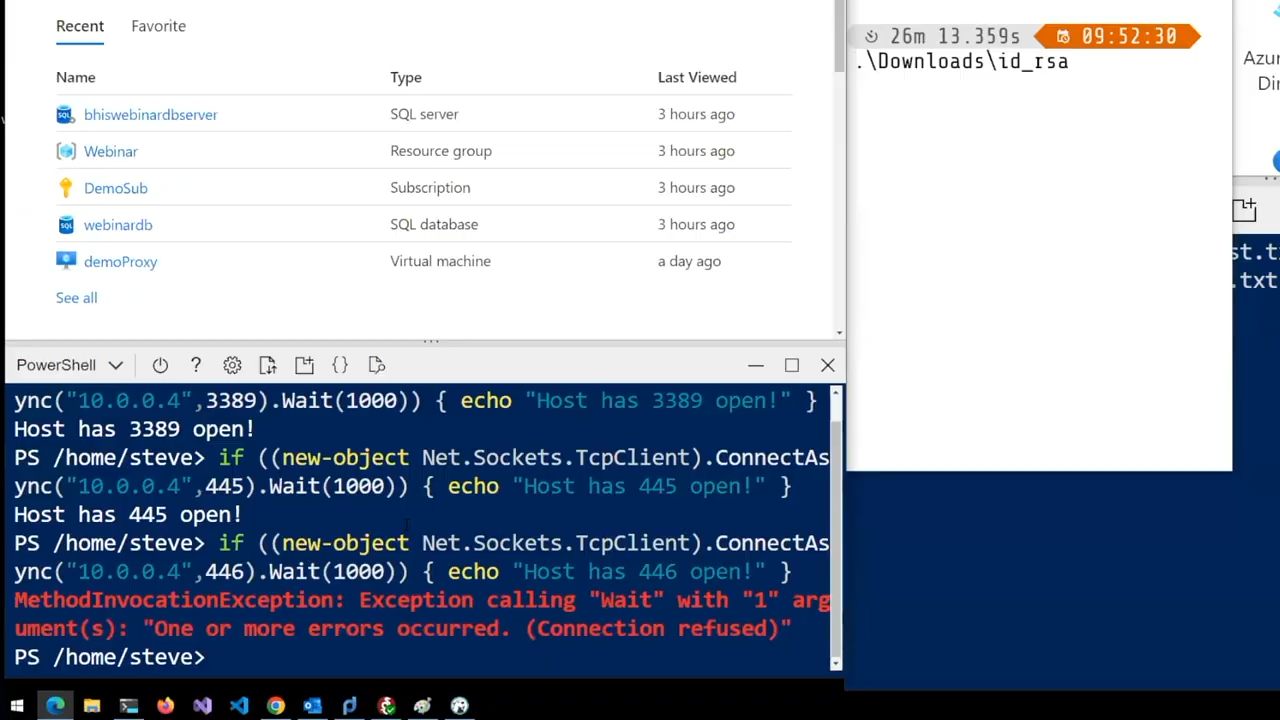 Recent Favorite
Name Type Last Viewed
bhiswebinardbserver SQL server 3 hours ago
Webinar Resource group 3 hours ago
DemoSub Subscription 3 hours ago
webinardb SQL database 3 hours ago
demoProxy Virtual machine a day ago
See all
PowerShell
ync("10.0.0.4",3389).Wait(1000)) { echo "Host has 3389 open!" }
Host has 3389 open!
PS /home/steve> if ((new-object Net.Sockets.TcpClient).ConnectAs
ync("10.0.0.4",445).Wait(1000)) { echo "Host has 445 open!" }
Host has 445 open!
PS /home/steve> if ((new-object Net.Sockets.TcpClient).ConnectAs
ync("10.0.0.4",446).Wait(1000)) { echo "Host has 446 open!" }
MethodInvocationException: Exception calling "Wait" with "1" arg
ument(s): "One or more errors occurred. (Connection refused)"
PS /home/steve>
26m 13.359s 09:52:30
.\Downloads\id_rsa
Azur
Dir
st.t
.txt